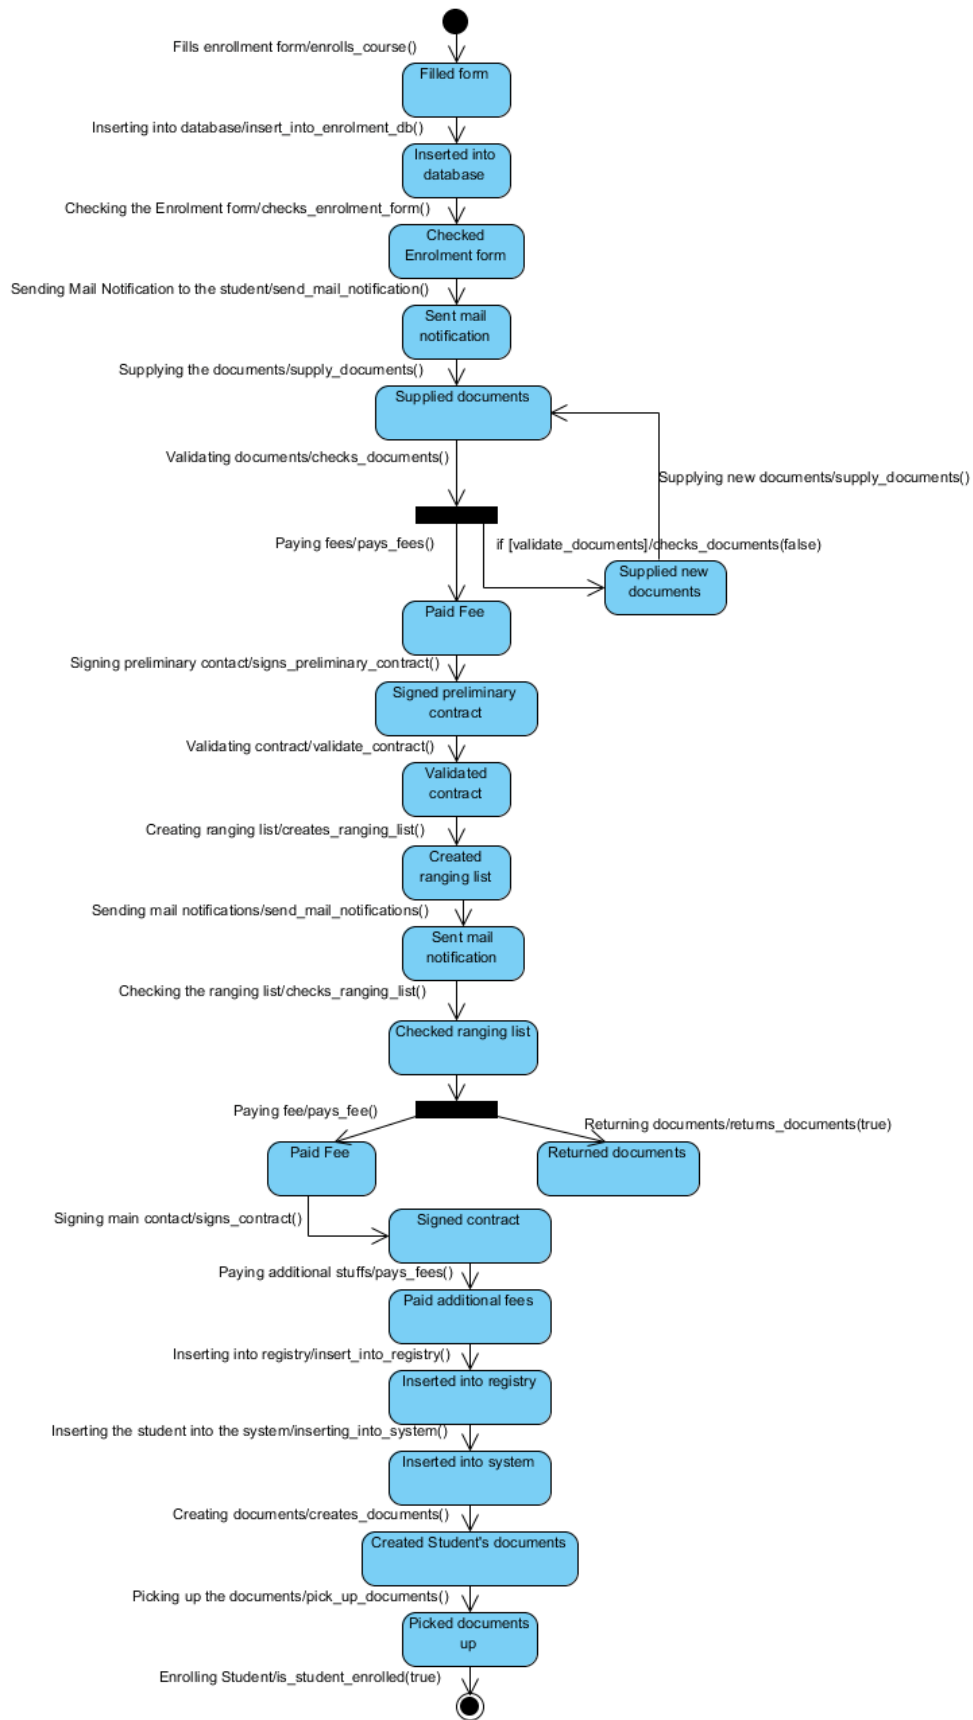 Fills enrollment form/enrolls_course()
Filled form
Inserting into database/insert_into_enrolment_db()
Inserted into
database
Checking the Enrolment form/checks_enrolment_form()
Checked
Enrolment form
Sending Mail Notification to the student/send_mail_notification()
Sent mail
notification
Supplying the documents/supply_documents()
Supplied documents
Validating documents/checks_documents()
Supplying new documents/supply_documents()
Paying fees/pays_fees()
if [validate_documents]/checks_documents(false)
Supplied new
documents
Paid Fee
Signing preliminary contact/signs_preliminary_contract()
Signed preliminary
contract
Validating contract/validate_contract()
Validated
contract
Creating ranging list/creates_ranging_list()
Created
ranging list
Sending mail notifications/send_mail_notifications()
Sent mail
notification
Checking the ranging list/checks_ranging_list()
Checked ranging list
Paying fee/pays_fee()
Returning documents/returns_documents(true)
Paid Fee
Returned documents
Signing main contact/signs_contract()
Signed contract
Paying additional stuffs/pays_fees()
Paid additional fees
Inserting into registry/insert_into_registry()
Inserted into registry
Inserting the student into the system/inserting_into_system()
Inserted into system
Creating documents/creates_documents()
Created Student's documents
Picking up the documents/pick_up_documents()
Picked documents
up
Enrolling Student/is_student_enrolled(true)